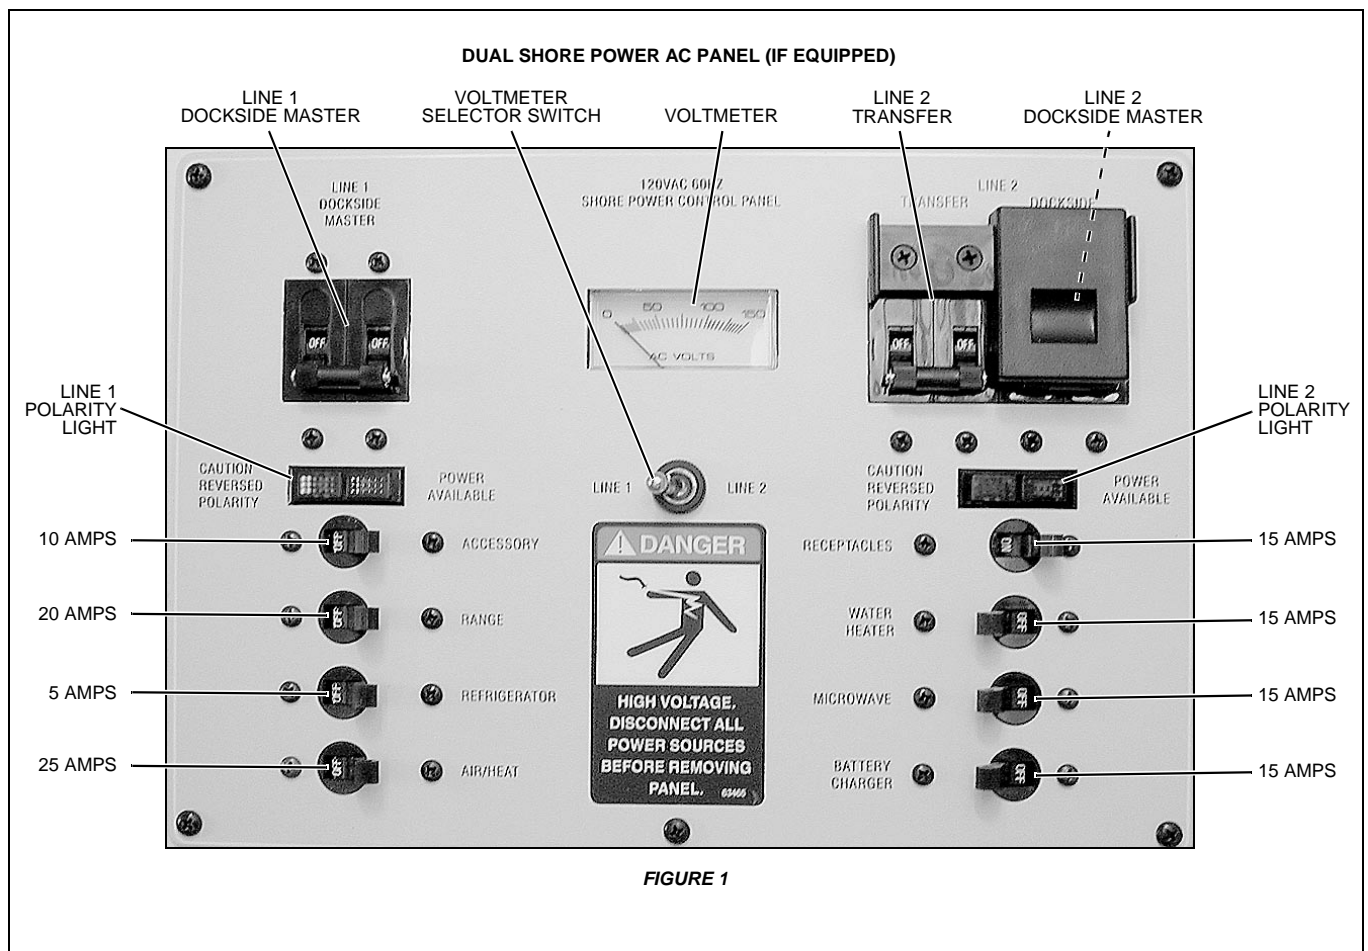 DUAL SHORE POWER AC PANEL (IF EQUIPPED)
LINE 1
DOCKSIDE MASTER
VOLTMETER
SELECTOR SWITCH
VOLTMETER
LINE 2
TRANSFER
LINE 2
DOCKSIDE MASTER
LINE 1
DOCKSIDE
MASTER
120VAC 60HZ
SHORE POWER CONTROL PANEL
LINE 2
TRANSFER
DOCKSIDE
0 50 100 150
AC VOLTS
OFF
OFF
OFF
OFF
LINE 1
POLARITY
LIGHT
LINE 2
POLARITY
LIGHT
CAUTION
REVERSED
POLARITY
POWER
AVAILABLE
LINE 1
LINE 2
CAUTION
REVERSED
POLARITY
POWER
AVAILABLE
10 AMPS
OFF
ACCESSORY
20 AMPS
OFF
RANGE
5 AMPS
OFF
REFRIGERATOR
25 AMPS
OFF
AIR/HEAT
DANGER
HIGH VOLTAGE,
DISCONNECT ALL
POWER SOURCES
BEFORE REMOVING
PANEL.
63465
RECEPTACLES
ON
15 AMPS
WATER
HEATER
OFF
15 AMPS
MICROWAVE
OFF
15 AMPS
BATTERY
CHARGER
OFF
15 AMPS
FIGURE 1